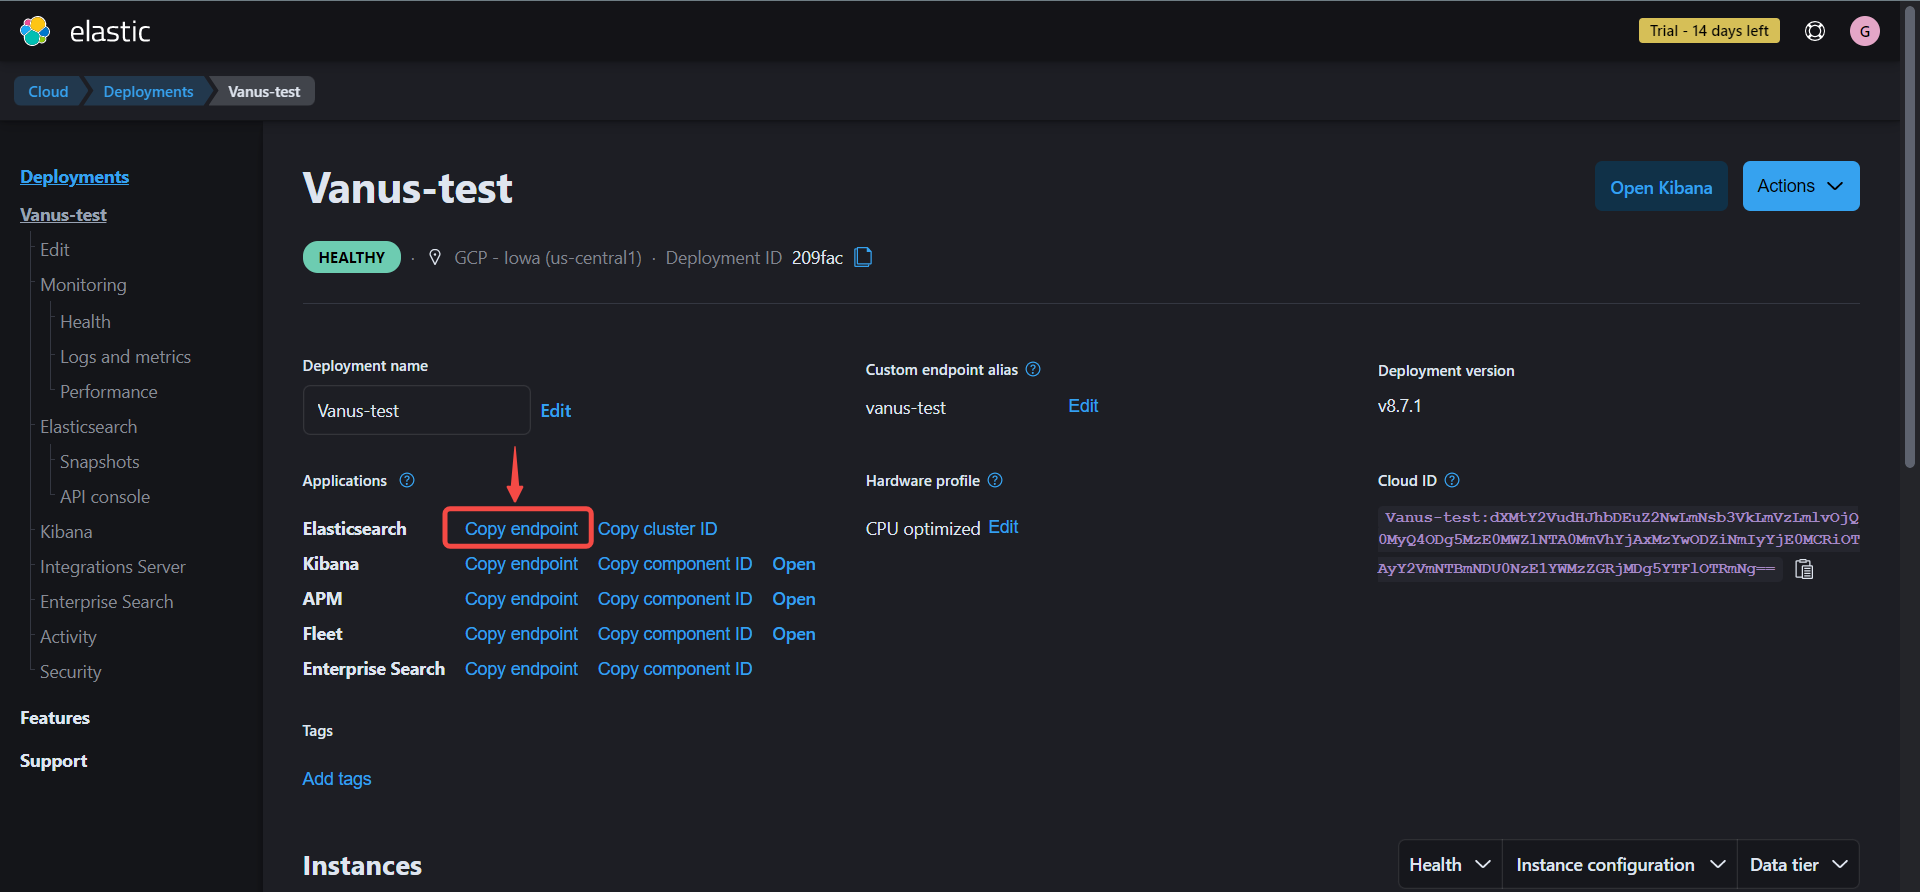 elastic
Trial - 14 days left
G
Cloud
Deployments
Vanus-test
Deployments
Vanus-test
Edit
Monitoring
Health
Logs and metrics
Performance
Elasticsearch
Snapshots
API console
Kibana
Integrations Server
Enterprise Search
Activity
Security
Features
Support
Vanus-test
Open Kibana
Actions
HEALTHY · GCP - Iowa (us-central1) · Deployment ID 209fac
Deployment name
Vanus-test
Edit
Custom endpoint alias
vanus-test
Edit
Deployment version
v8.7.1
Applications
Elasticsearch Copy endpoint Copy cluster ID
Kibana Copy endpoint Copy component ID Open
APM Copy endpoint Copy component ID Open
Fleet Copy endpoint Copy component ID Open
Enterprise Search Copy endpoint Copy component ID
Hardware profile
CPU optimized Edit
Cloud ID
Vanus-test:dXMtY2VudHJhbDEuZ2NwLmNsb3VkLmVzLmlvOjQ
0MyQ4ODg5MzE0MWZlNTA0MmVhYjAxMzYwODZiNmIyYjE0MCRiOT
AyY2VmNTBmNDU0NzE1YWMzZGRjMDg5YTFlOTRmNg==
Tags
Add tags
Instances
Health
Instance configuration
Data tier